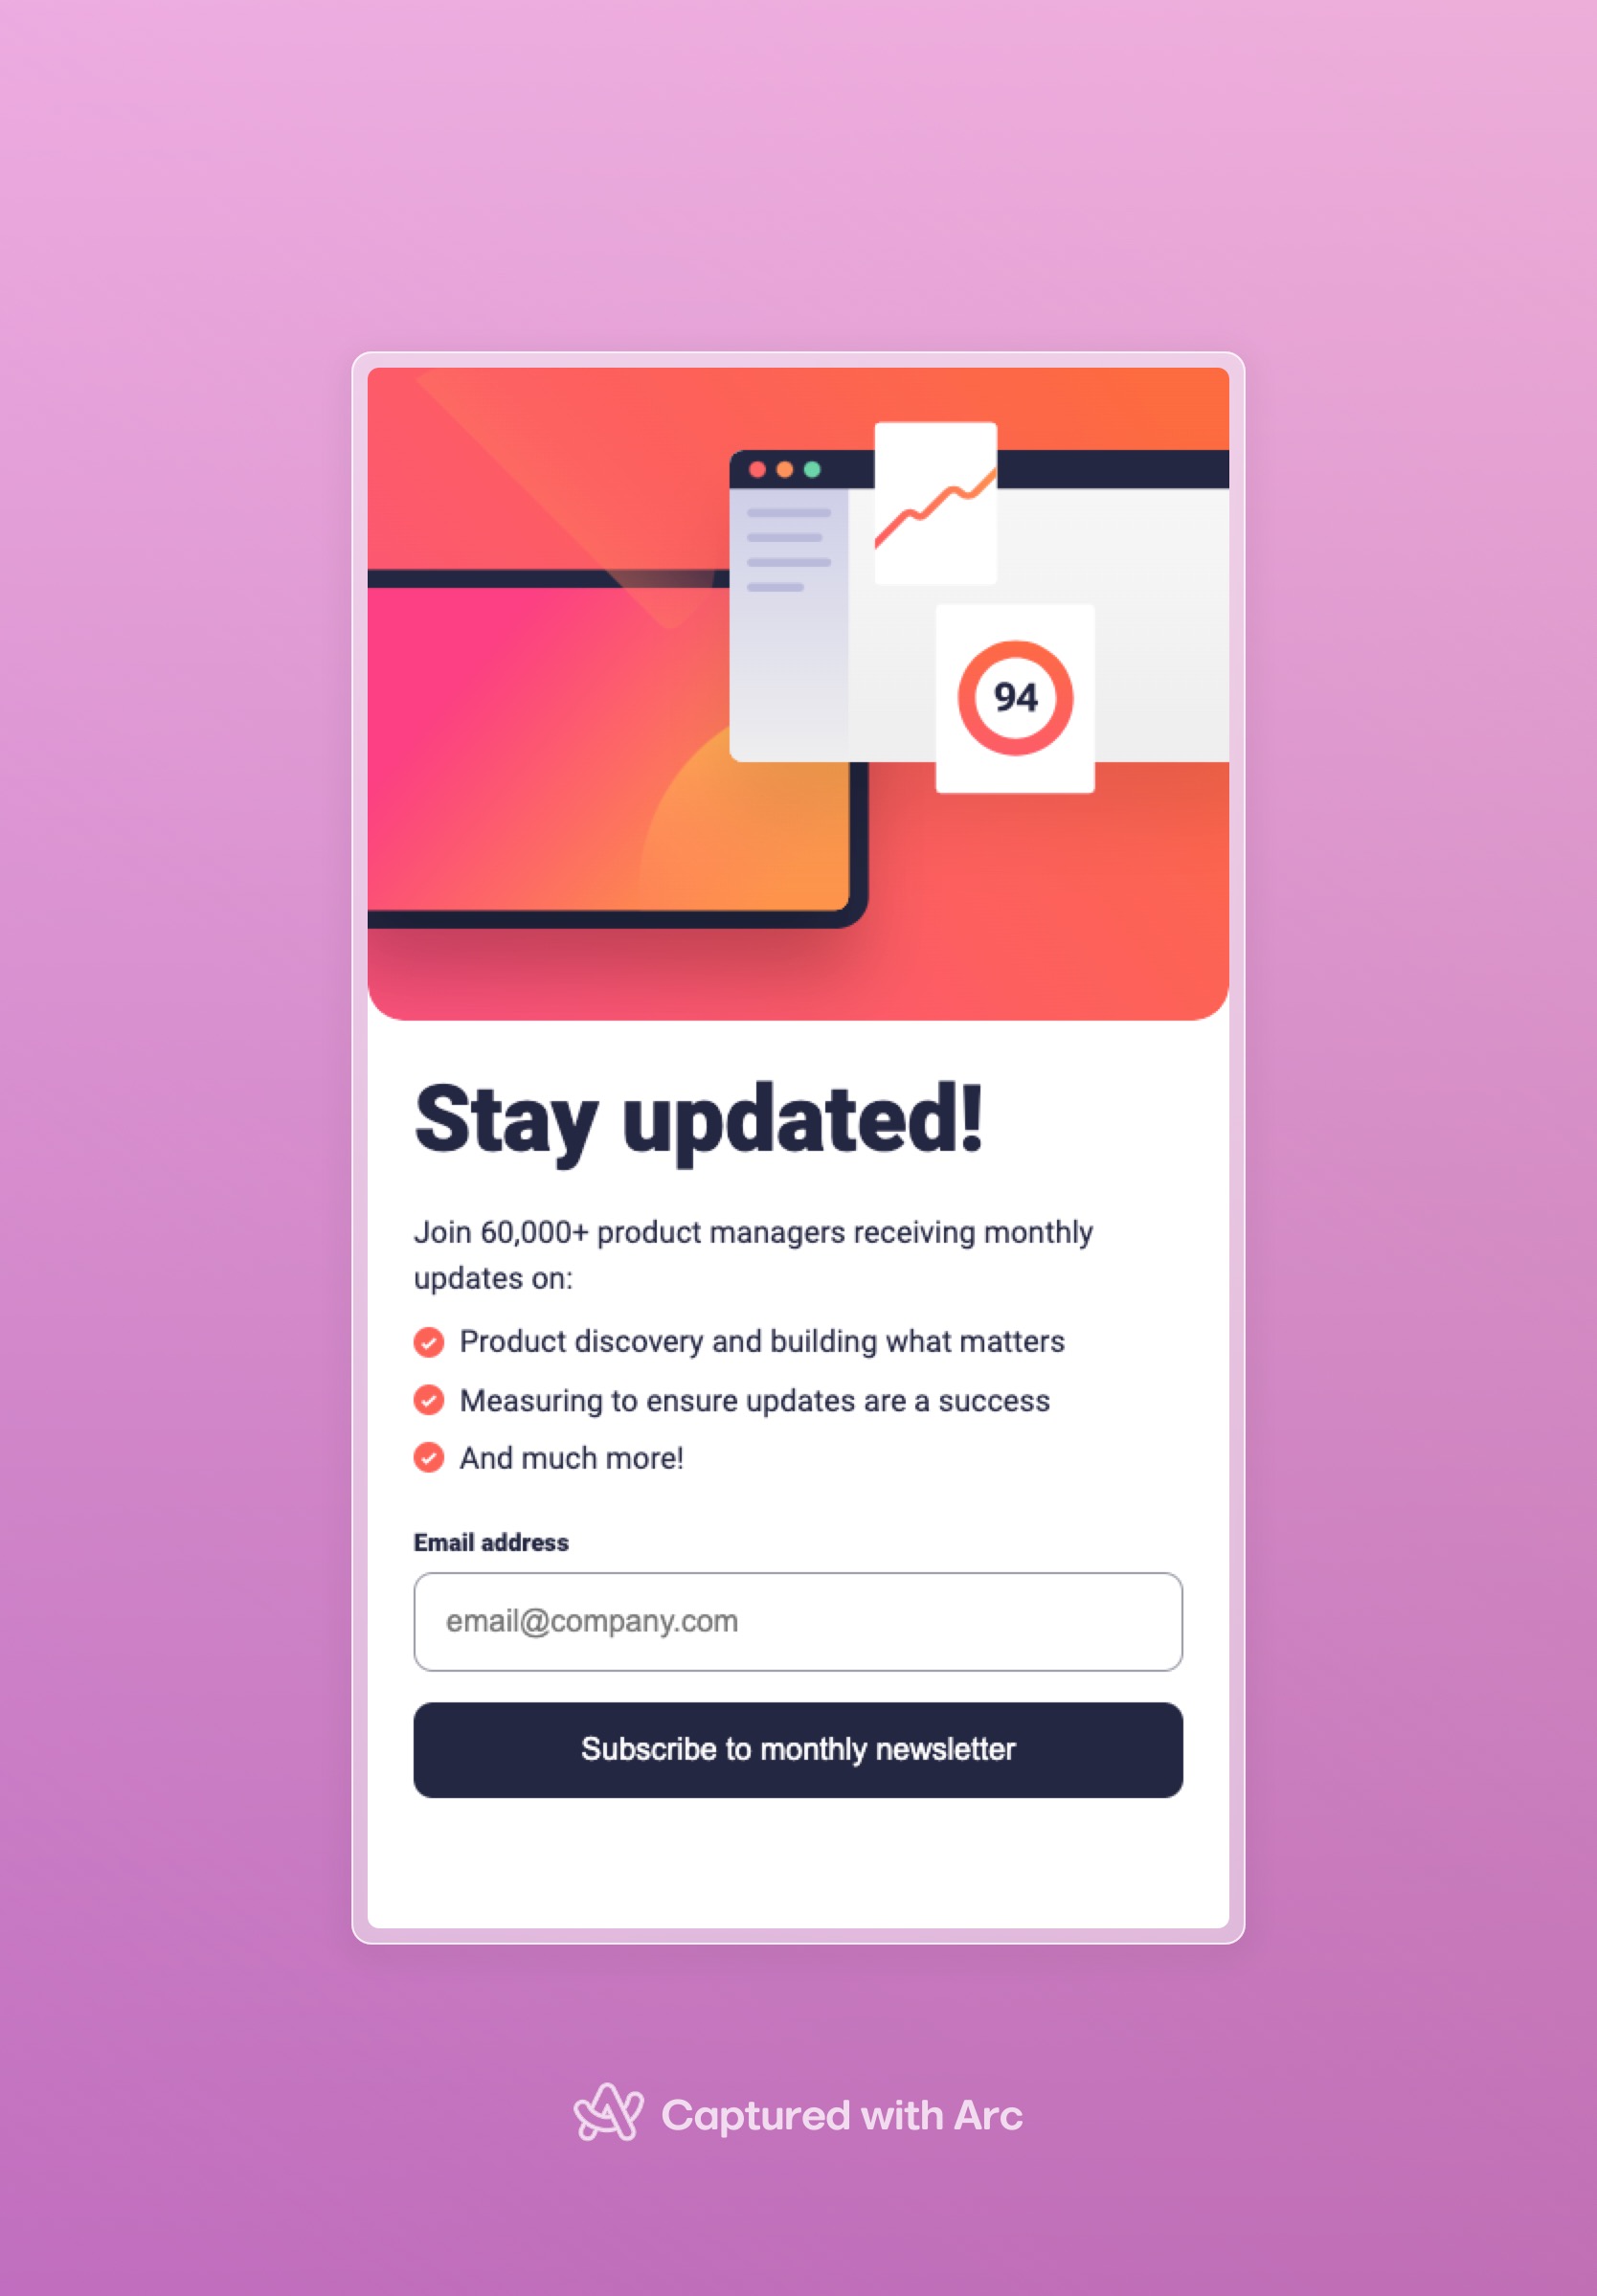 94
Stay updated!
Join 60,000+ product managers receiving monthly
updates on:
Product discovery and building what matters
Measuring to ensure updates are a success
And much more!
Email address
email@company.com
Subscribe to monthly newsletter
Captured with Arc